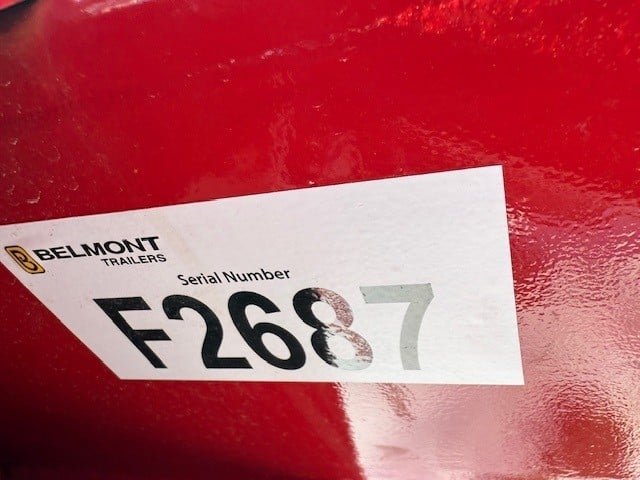 BELMONT
TRAILERS
Serial Number
F2687